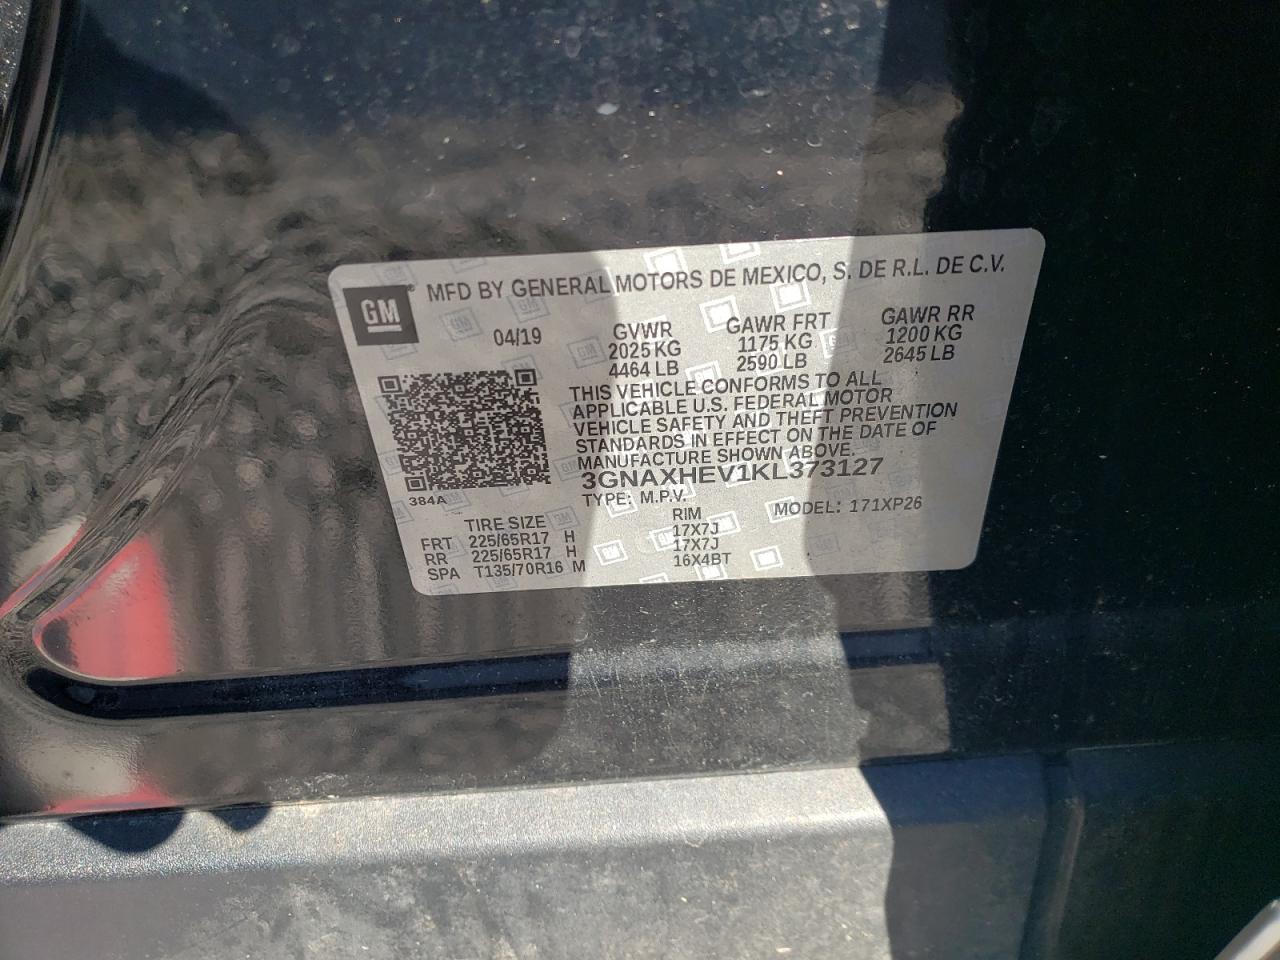 GM
MFD BY GENERAL MOTORS DE MEXICO, S. DE R.L. DE C.V.
04/19
GVWR
2025 KG
4464 LB
GAWR FRT
1175 KG
2590 LB
GAWR RR
1200 KG
2645 LB
THIS VEHICLE CONFORMS TO ALL
APPLICABLE U.S. FEDERAL MOTOR
VEHICLE SAFETY AND THEFT PREVENTION
STANDARDS IN EFFECT ON THE DATE OF
MANUFACTURE SHOWN ABOVE.
3GNAXHEV1KL373127
384A
TYPE: M.P.V.
MODEL: 171XP26
TIRE SIZE RIM
FRT 225/65R17 H 17X7J
RR 225/65R17 H 17X7J
SPA T135/70R16 M 16X4BT